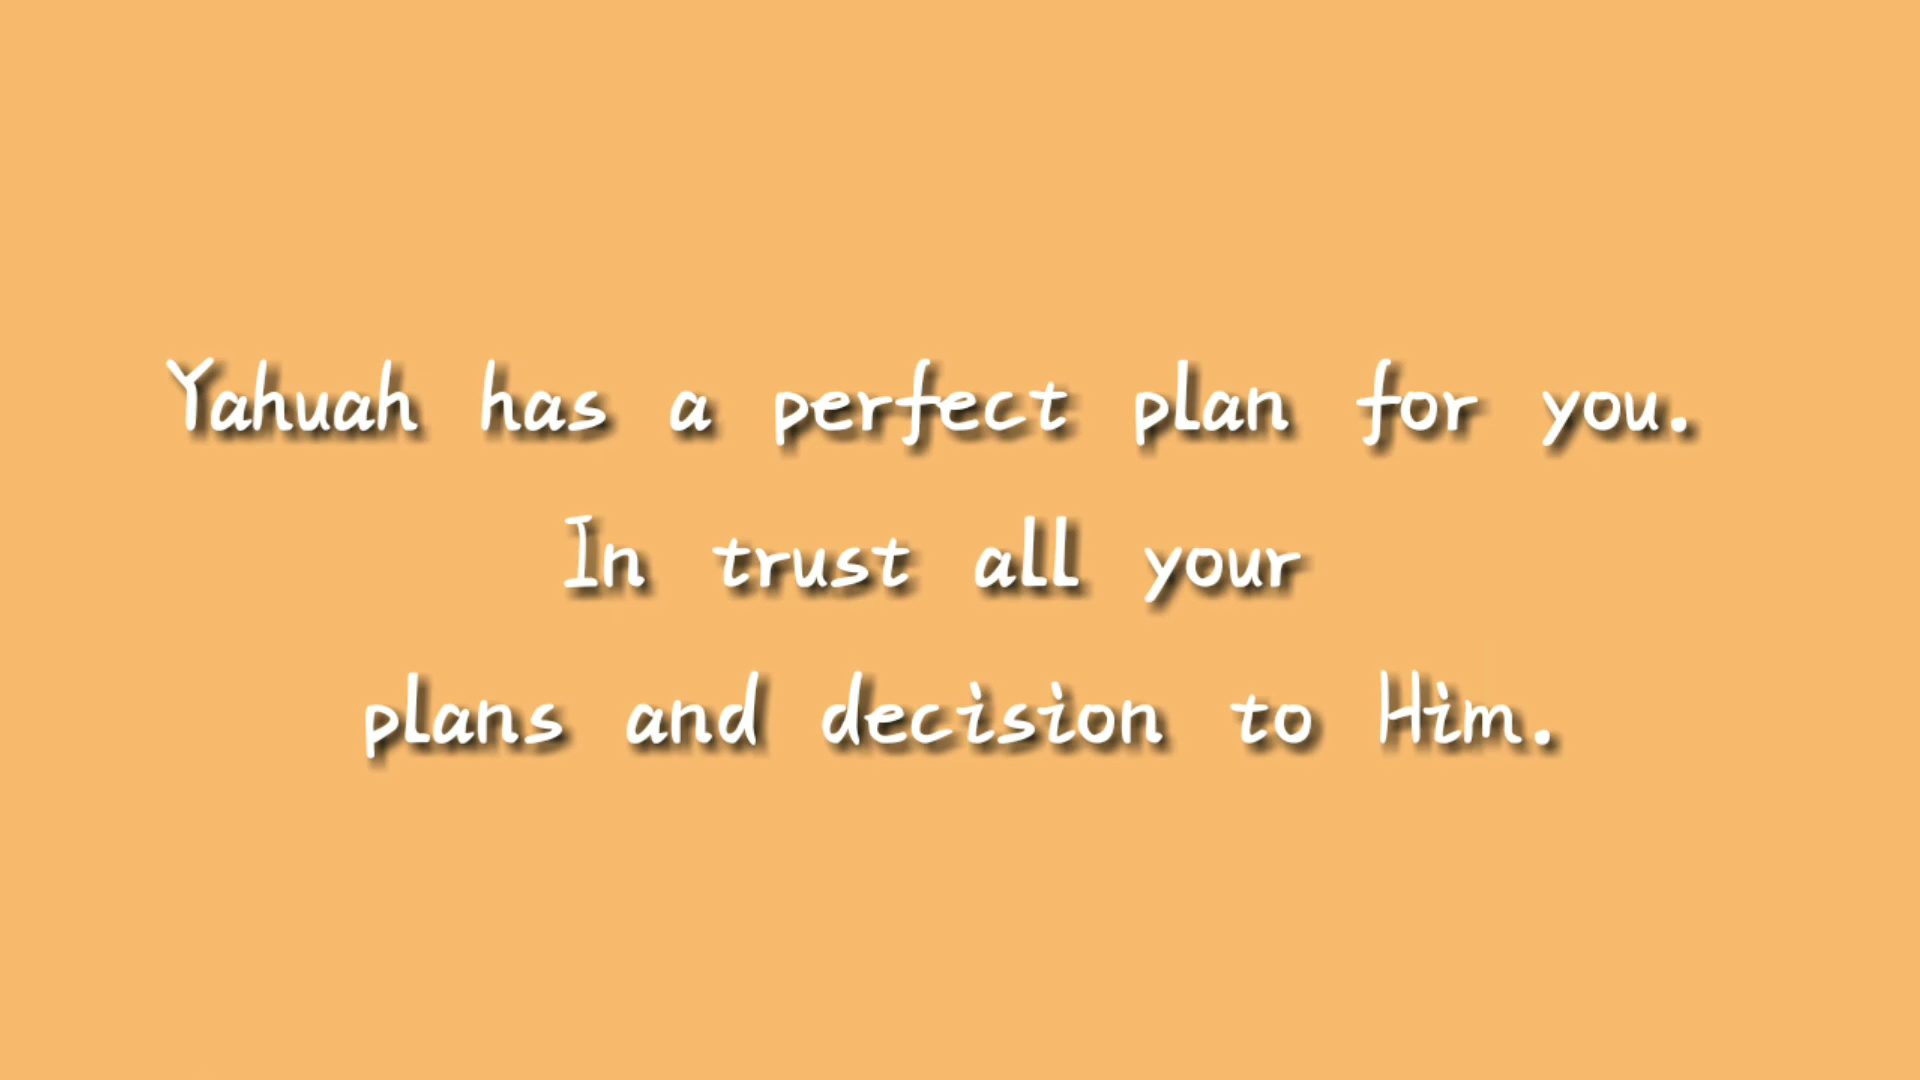 Yahuah has a perfect plan for you.
In trust all your
plans and decision to Him.